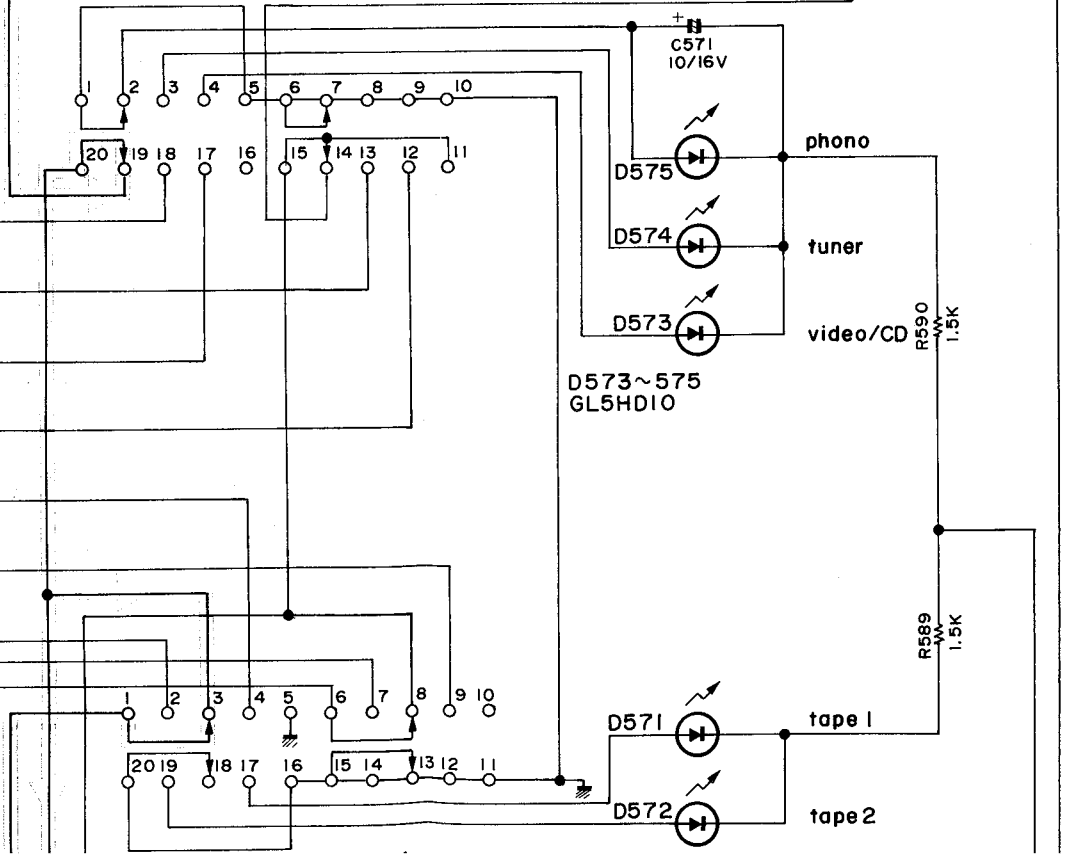 +
C571
10/16V
1 2 3 4 5 6 7 8 9 10
20 19 18 17 16 15 14 13 12 11
phono
D575
D574
tuner
D573
video/CD
R590
1.5K
D573~575
GL5HD10
R589
1.5K
1 2 3 4 5 6 7 8 9 10
D571
tape 1
20 19 18 17 16 15 14 13 12 11
D572
tape 2